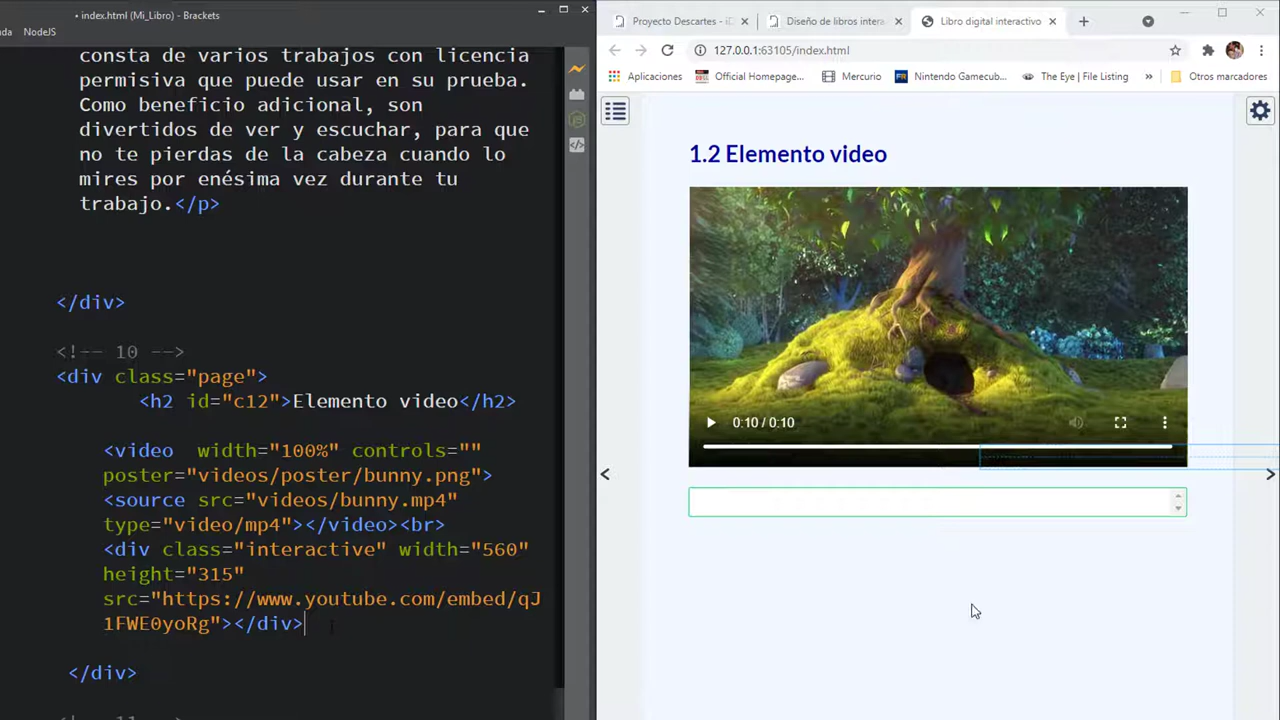 • index.html (Mi_Libro) - Brackets
da NodeJS
consta de varios trabajos con licencia
permisiva que puede usar en su prueba.
Como beneficio adicional, son
divertidos de ver y escuchar, para que
no te pierdas de la cabeza cuando lo
mires por enésima vez durante tu
trabajo.</p>
</div>
<!-- 10 -->
<div class="page">
<h2 id="c12">Elemento video</h2>
<video  width="100%" controls=""
poster="videos/poster/bunny.png">
<source src="videos/bunny.mp4"
type="video/mp4"></video><br>
<div class="interactive" width="560"
height="315"
src="https://www.youtube.com/embed/qJ
1FWE0yoRg"></div>
</div>
<!-- 11 -->
Proyecto Descartes - iD
Diseño de libros intera
Libro digital interactivo
127.0.0.1:63105/index.html
Aplicaciones
Official Homepage...
Mercurio
Nintendo Gamecub...
The Eye | File Listing
»
Otros marcadores
1.2 Elemento video
0:10 / 0:10